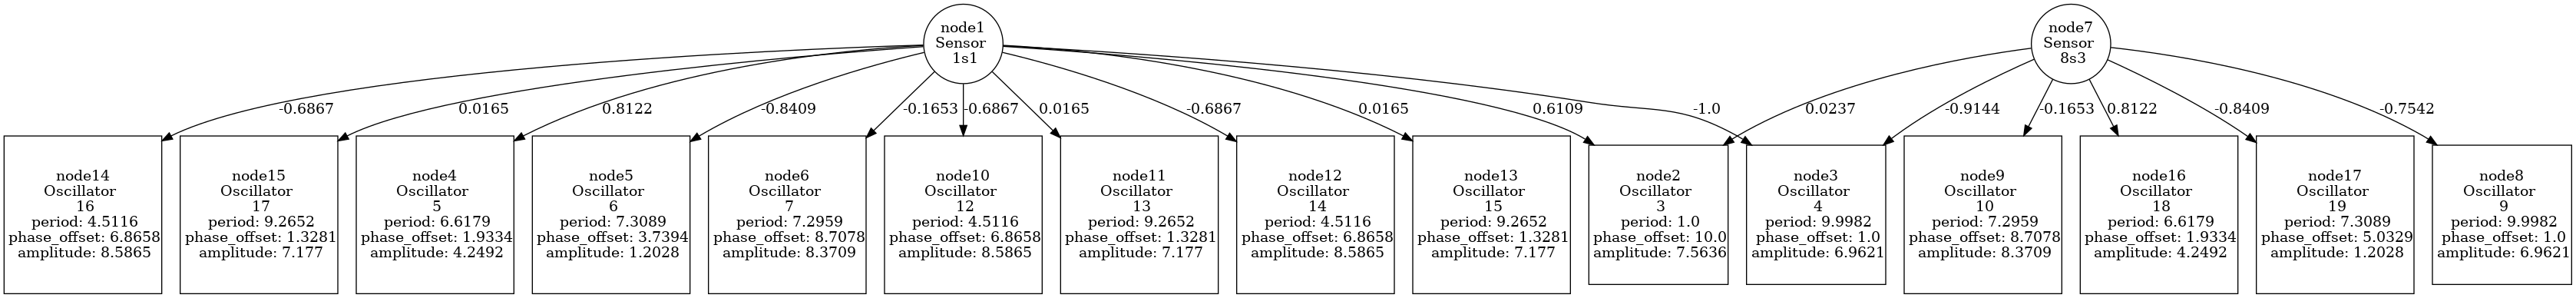 node1
Sensor
1s1
node7
Sensor
8s3
-0.6867
0.0165
0.8122
-0.8409
-0.1653
-0.6867
0.0165
-0.6867
0.0165
0.6109
-1.0
0.0237
-0.9144
-0.1653
0.8122
-0.8409
-0.7542
node14
Oscillator
16
period: 4.5116
phase_offset: 6.8658
amplitude: 8.5865
node15
Oscillator
17
period: 9.2652
phase_offset: 1.3281
amplitude: 7.177
node4
Oscillator
5
period: 6.6179
phase_offset: 1.9334
amplitude: 4.2492
node5
Oscillator
6
period: 7.3089
phase_offset: 3.7394
amplitude: 1.2028
node6
Oscillator
7
period: 7.2959
phase_offset: 8.7078
amplitude: 8.3709
node10
Oscillator
12
period: 4.5116
phase_offset: 6.8658
amplitude: 8.5865
node11
Oscillator
13
period: 9.2652
phase_offset: 1.3281
amplitude: 7.177
node12
Oscillator
14
period: 4.5116
phase_offset: 6.8658
amplitude: 8.5865
node13
Oscillator
15
period: 9.2652
phase_offset: 1.3281
amplitude: 7.177
node2
Oscillator
3
period: 1.0
phase_offset: 10.0
amplitude: 7.5636
node3
Oscillator
4
period: 9.9982
phase_offset: 1.0
amplitude: 6.9621
node9
Oscillator
10
period: 7.2959
phase_offset: 8.7078
amplitude: 8.3709
node16
Oscillator
18
period: 6.6179
phase_offset: 1.9334
amplitude: 4.2492
node17
Oscillator
19
period: 7.3089
phase_offset: 5.0329
amplitude: 1.2028
node8
Oscillator
9
period: 9.9982
phase_offset: 1.0
amplitude: 6.9621